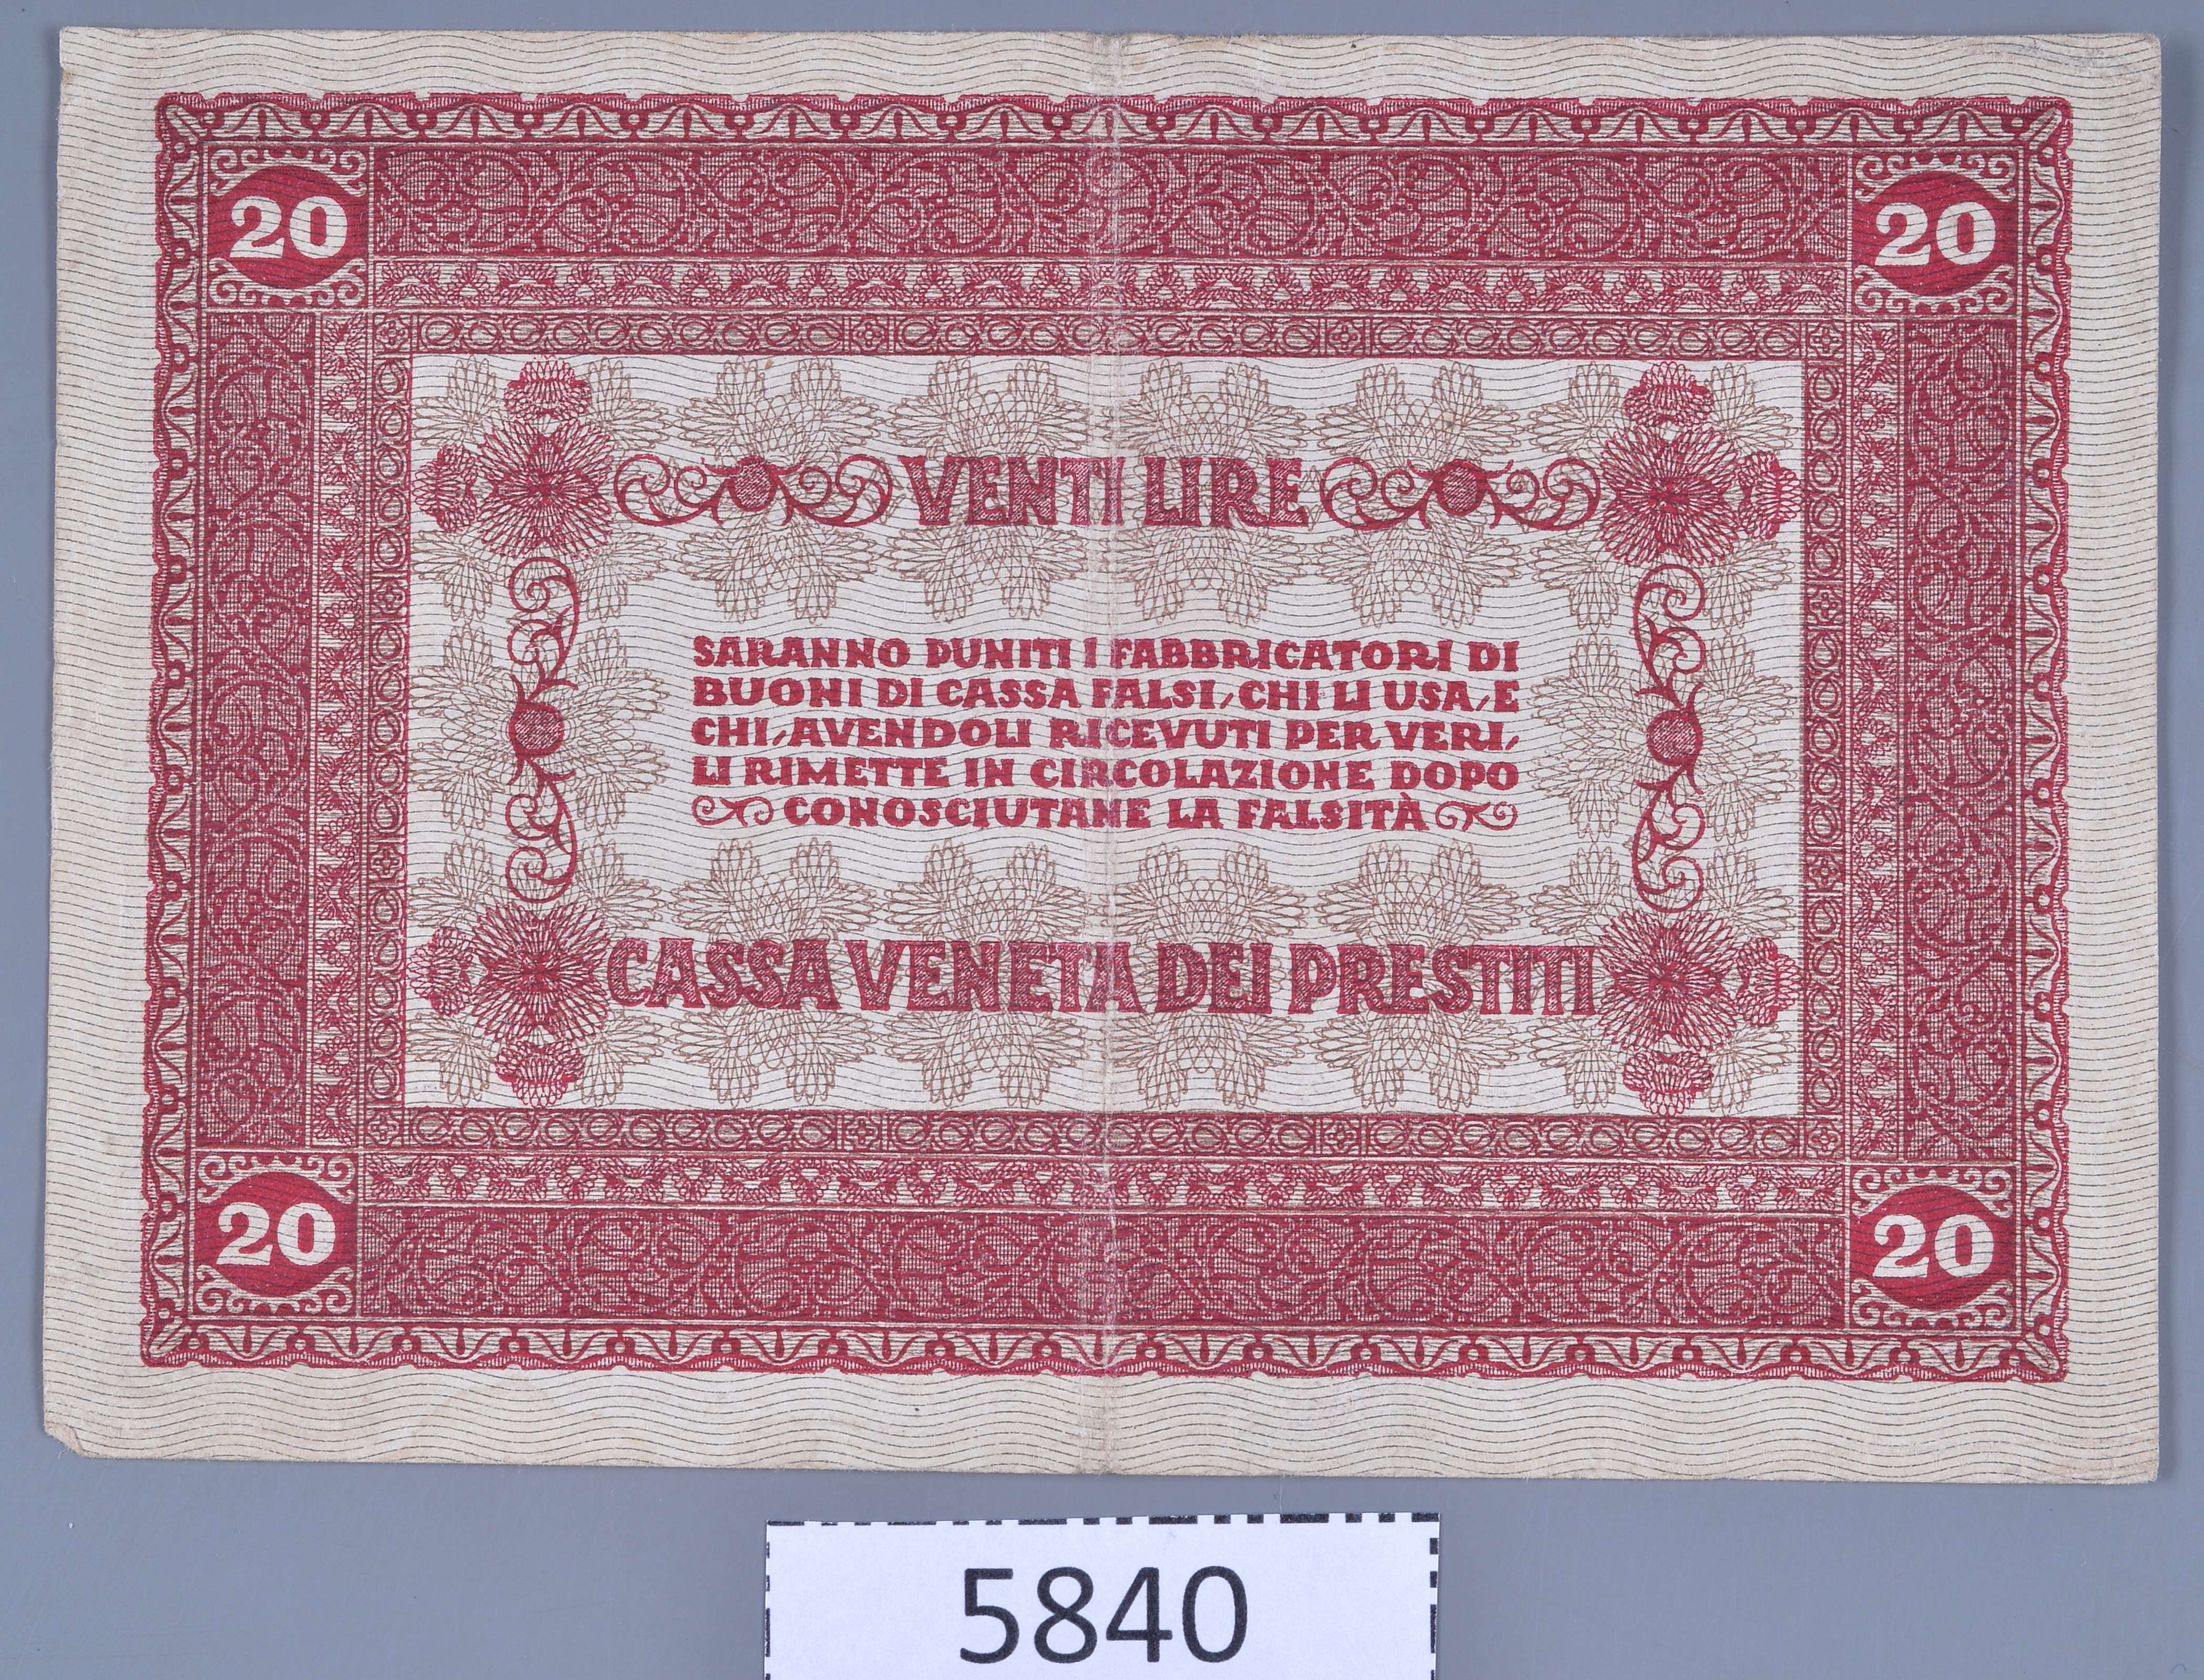 20 20
VENTI LIRE
SARANNO PUNITI I FABBRICATORI DI
BUONI DI CASSA FALSI, CHI LI USA, E
CHI, AVENDOLI RICEVUTI PER VERI,
LI RIMETTE IN CIRCOLAZIONE DOPO
CONOSCIUTANE LA FALSITÀ
CASSA VENETA DEI PRESTITI
20 20
5840